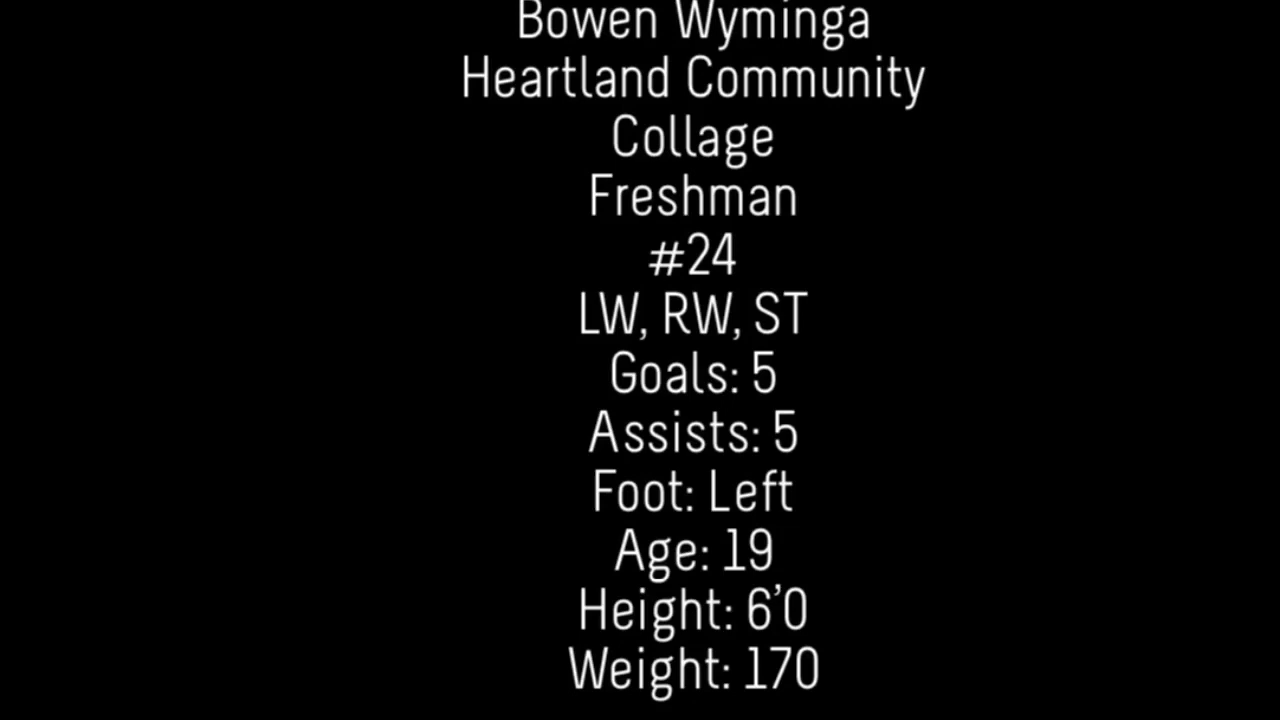 Bowen Wyminga
Heartland Community
Collage
Freshman
#24
LW, RW, ST
Goals: 5
Assists: 5
Foot: Left
Age: 19
Height: 6’0
Weight: 170